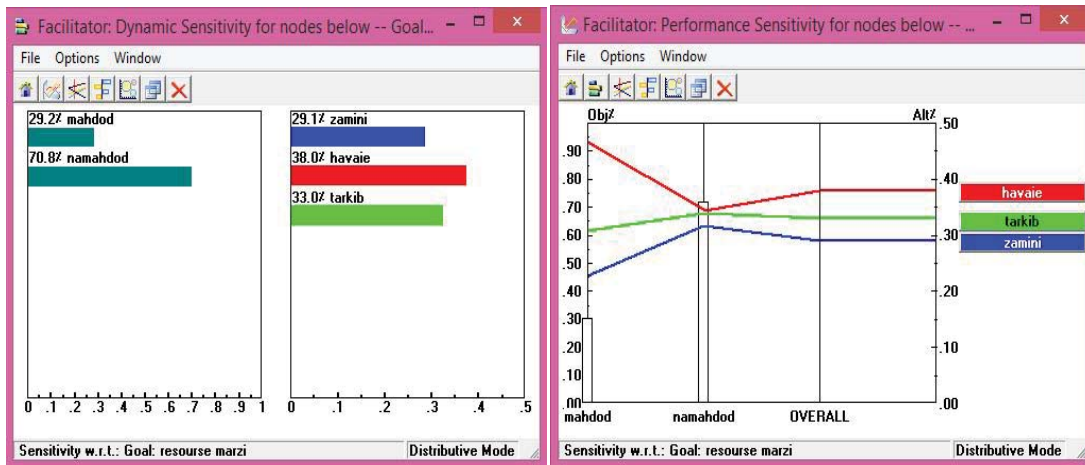 Facilitator: Dynamic Sensitivity for nodes below -- Goal...
File Options Window
29.2% mahdod
70.8% namahdod
29.1% zamini
38.0% havaie
33.0% tarkib
0 .1 .2 .3 .4 .5 .6 .7 .8 .9 1
0 .1 .2 .3 .4 .5
Sensitivity w.r.t.: Goal: resourse marzi
Distributive Mode
Facilitator: Performance Sensitivity for nodes below -- ...
File Options Window
Obj%
Alt%
.90
.80
.70
.60
.50
.40
.30
.20
.10
.00
.50
.40
.30
.20
.10
.00
havaie
tarkib
zamini
mahdod namahdod OVERALL
Sensitivity w.r.t.: Goal: resourse marzi
Distributive Mode